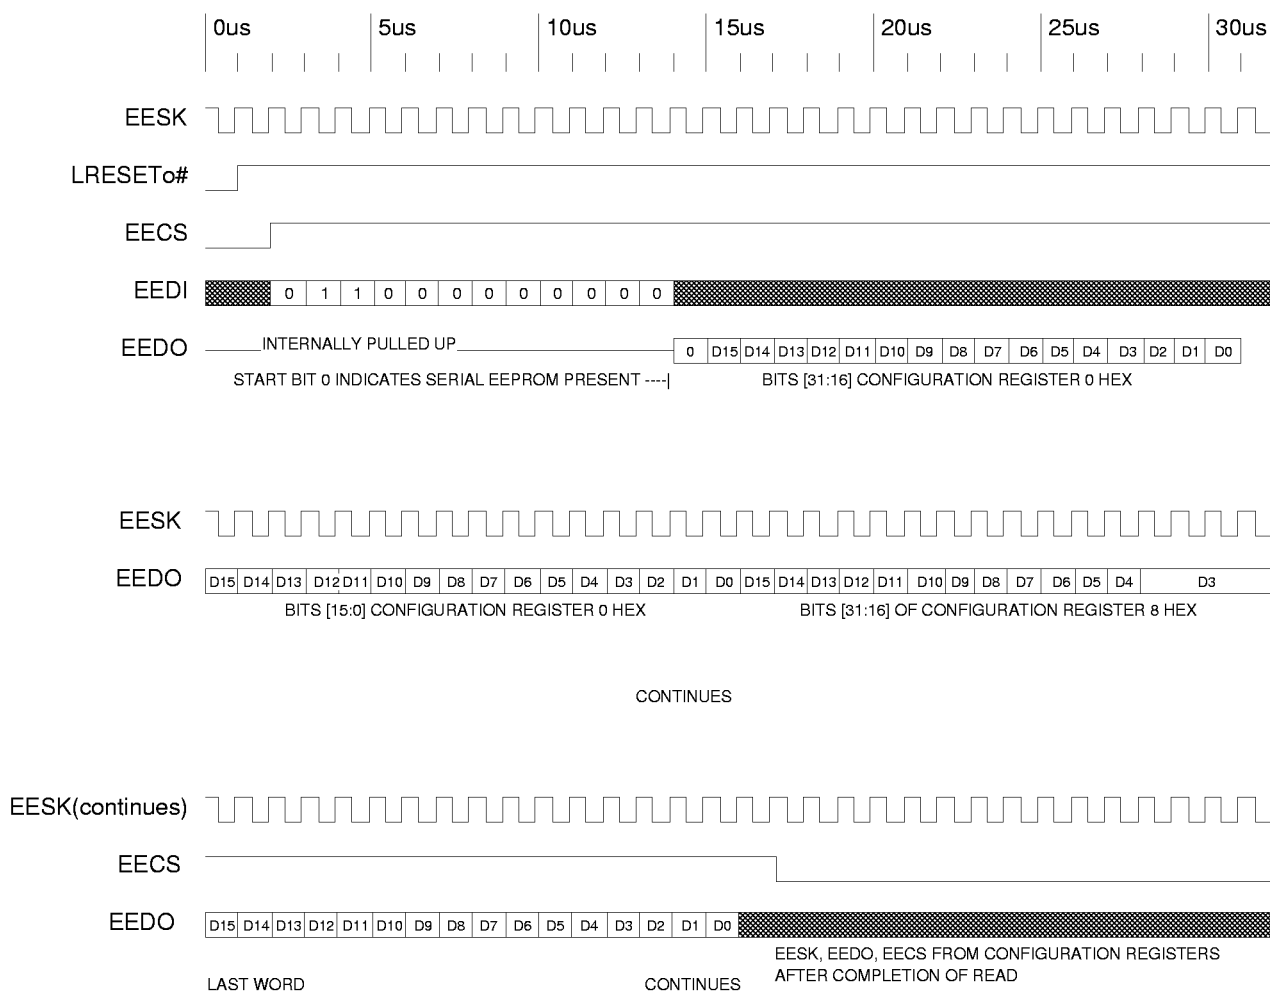 0us 5us 10us 15us 20us 25us 30us
EESK
LRESETo#
EECS
EEDI 0 1 1 0 0 0 0 0 0 0 0 0
EEDO INTERNALLY PULLED UP 0 D15 D14 D13 D12 D11 D10 D9 D8 D7 D6 D5 D4 D3 D2 D1 D0
START BIT 0 INDICATES SERIAL EEPROM PRESENT ----| BITS [31:16] CONFIGURATION REGISTER 0 HEX
EESK
EEDO D15 D14 D13 D12 D11 D10 D9 D8 D7 D6 D5 D4 D3 D2 D1 D0 D15 D14 D13 D12 D11 D10 D9 D8 D7 D6 D5 D4 D3
BITS [15:0] CONFIGURATION REGISTER 0 HEX BITS [31:16] OF CONFIGURATION REGISTER 8 HEX
CONTINUES
EESK(continues)
EECS
EEDO D15 D14 D13 D12 D11 D10 D9 D8 D7 D6 D5 D4 D3 D2 D1 D0
EESK, EEDO, EECS FROM CONFIGURATION REGISTERS
AFTER COMPLETION OF READ
LAST WORD CONTINUES